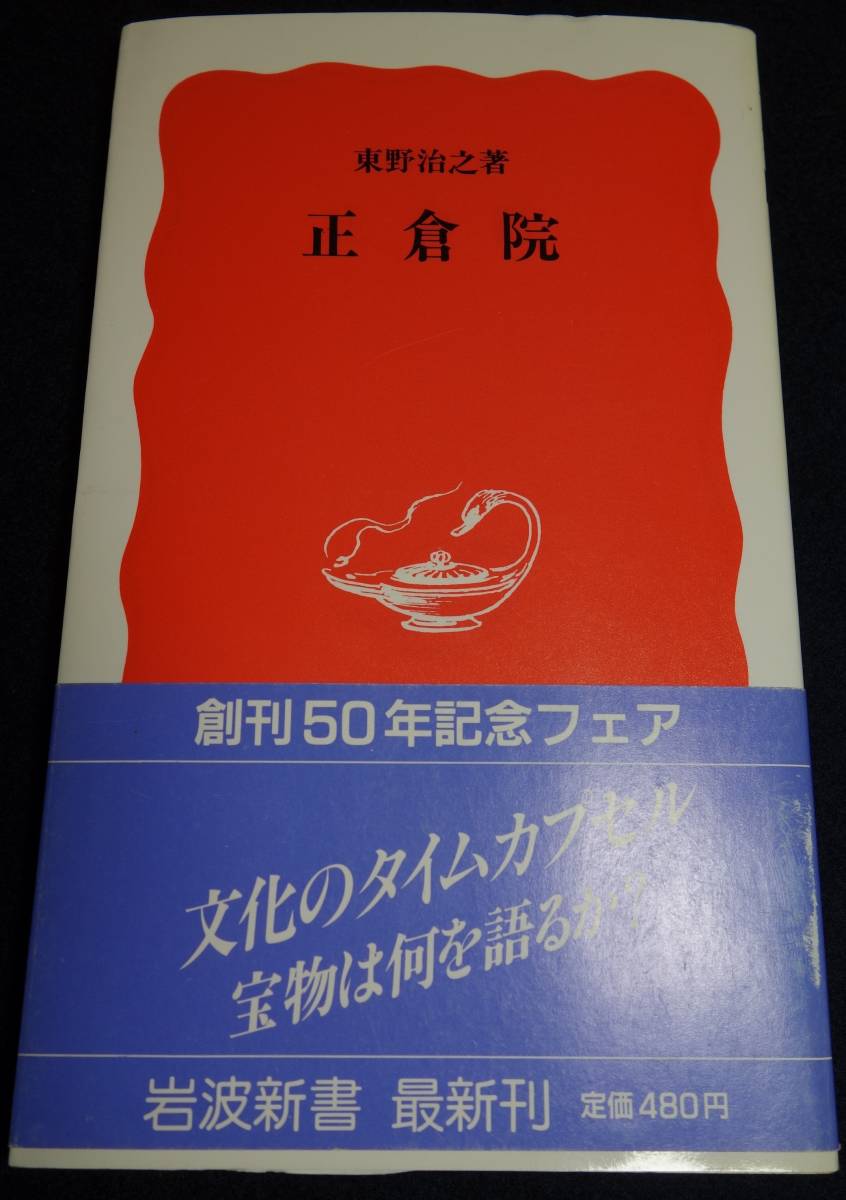 東野治之著
正倉院
創刊50年記念フェア
文化のタイムカプセル
宝物は何を語るか?
岩波新書 最新刊 定価480円